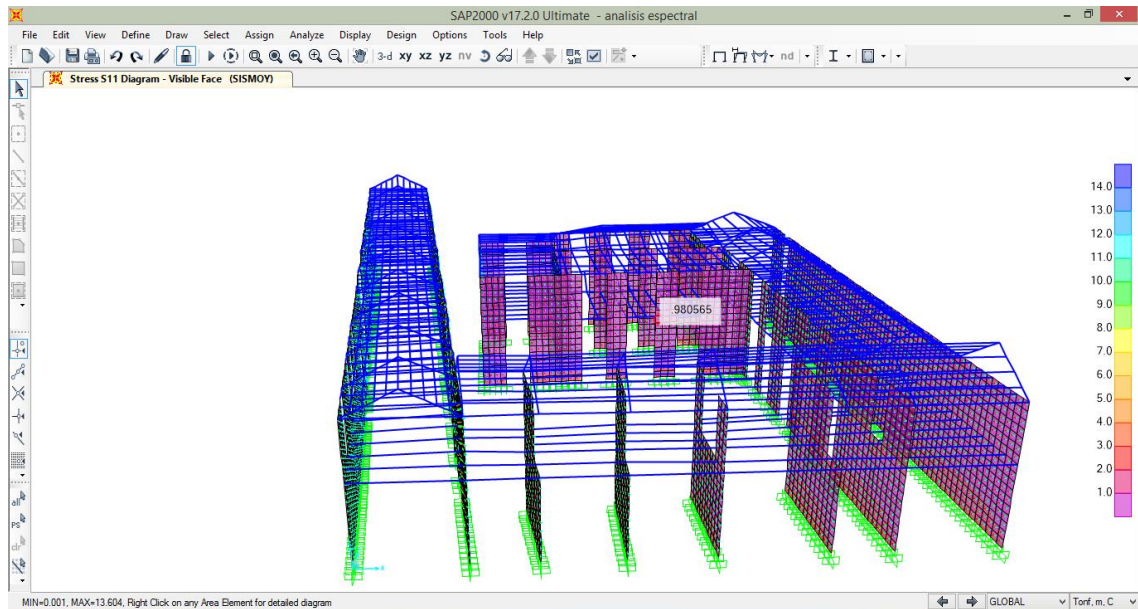 SAP2000 v17.2.0 Ultimate - analisis espectral
File Edit View Define Draw Select Assign Analyze Display Design Options Tools Help
3-d xy xz yz nv nd
Stress S11 Diagram - Visible Face (SISMOY)
14.0
13.0
12.0
11.0
10.0
9.0
8.0
7.0
6.0
5.0
4.0
3.0
2.0
1.0
980565
all
PS
clr
MIN=0.001, MAX=13.604, Right Click on any Area Element for detailed diagram
GLOBAL
Tonf, m, C